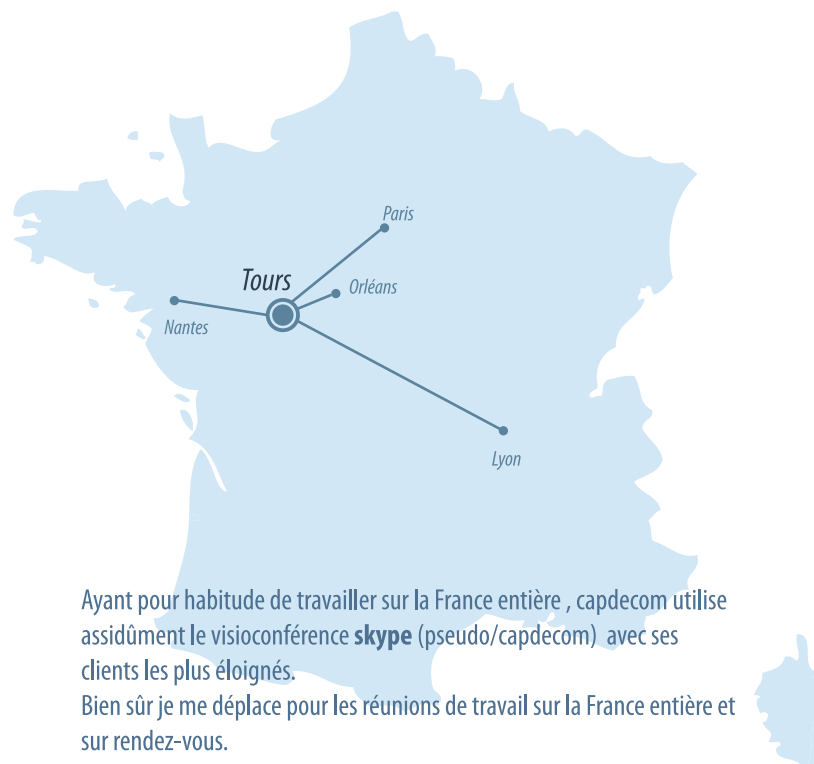 Paris
Tours
Orléans
Nantes
Lyon
Ayant pour habitude de travailler sur la France entière , capdecom utilise
assidûment le visioconférence skype (pseudo/capdecom) avec ses
clients les plus éloignés.
Bien sûr je me déplace pour les réunions de travail sur la France entière et
sur rendez-vous.